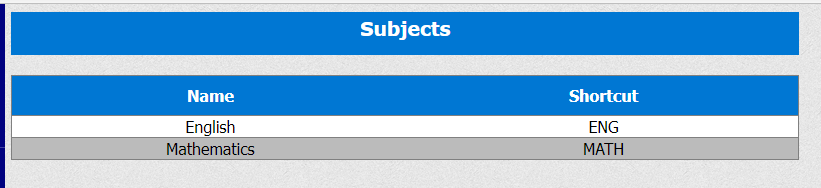 Subjects
Name Shortcut
English ENG
Mathematics MATH